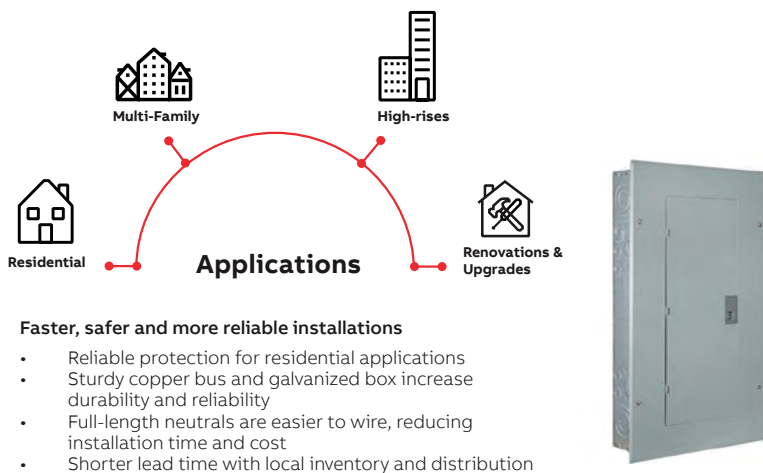 Multi-Family
High-rises
Residential
Applications
Renovations &
Upgrades
Faster, safer and more reliable installations
• Reliable protection for residential applications
• Sturdy copper bus and galvanized box increase
durability and reliability
• Full-length neutrals are easier to wire, reducing
installation time and cost
• Shorter lead time with local inventory and distribution